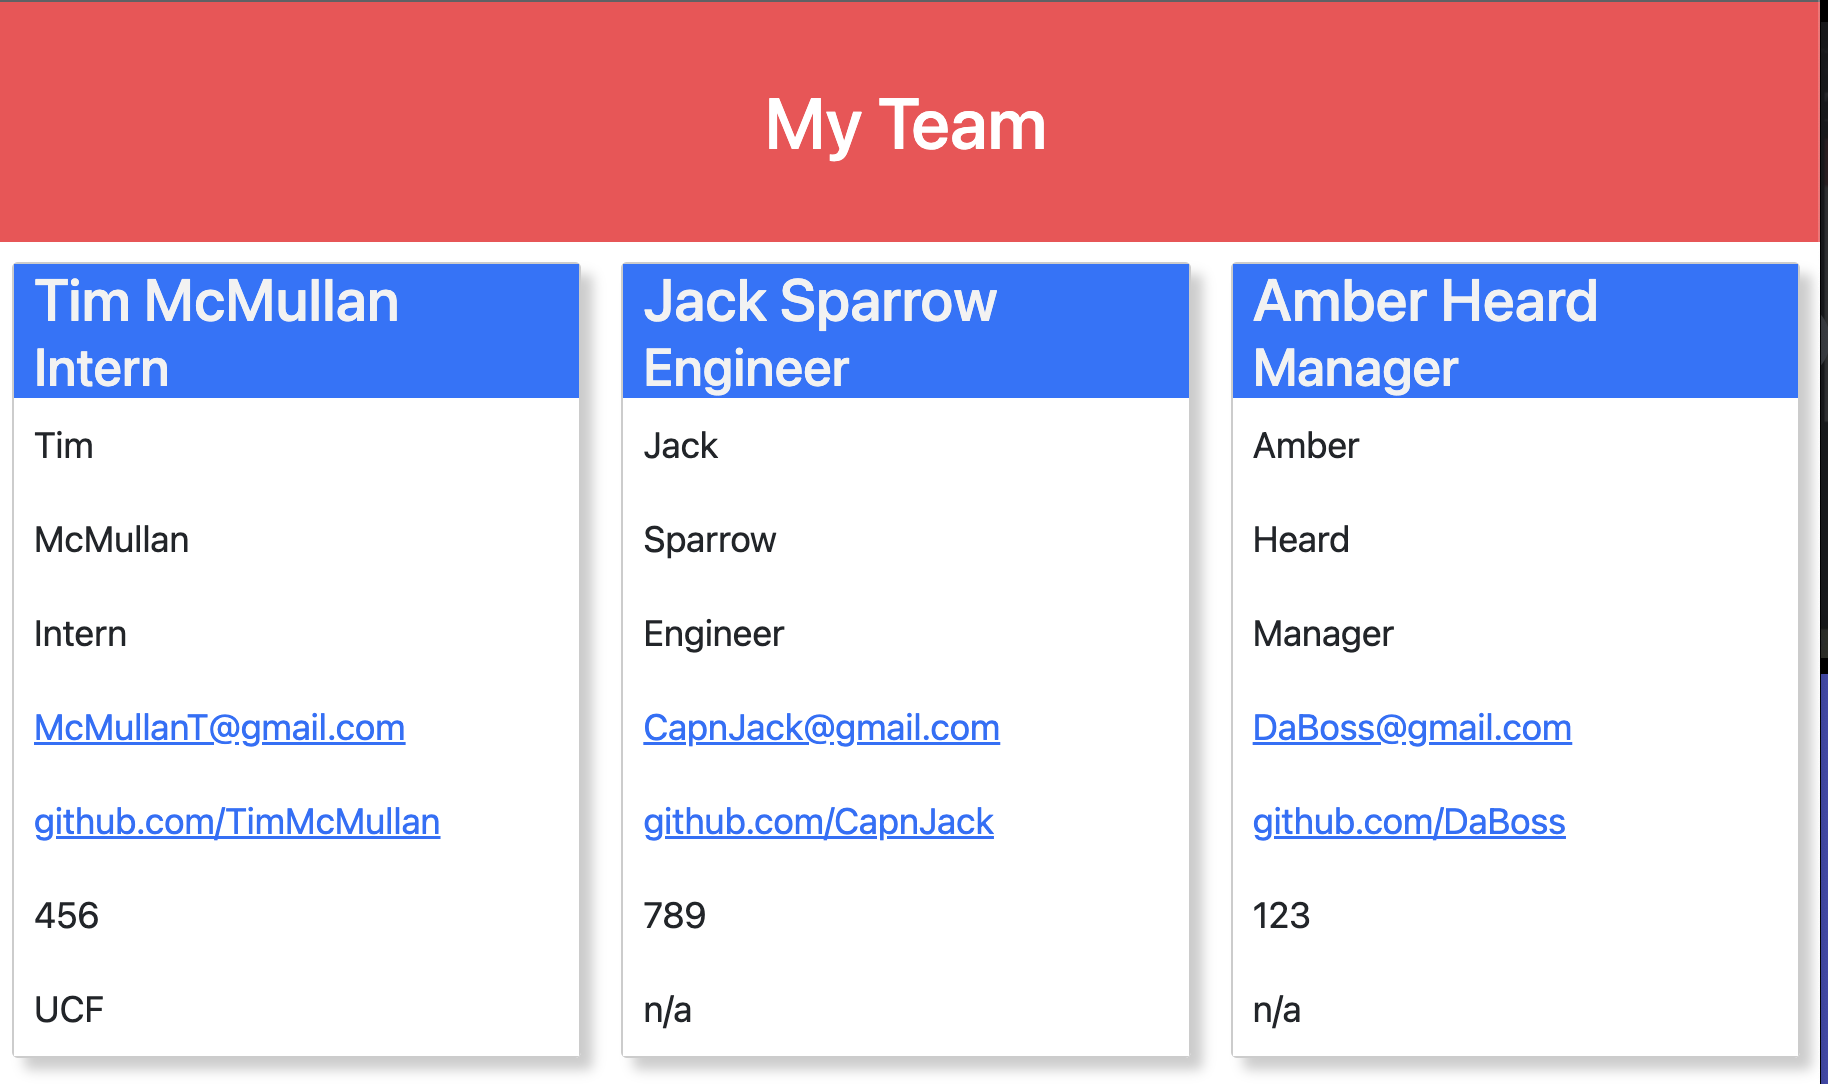 My Team
Tim McMullan
Intern
Tim
McMullan
Intern
McMullanT@gmail.com
github.com/TimMcMullan
456
UCF
Jack Sparrow
Engineer
Jack
Sparrow
Engineer
CapnJack@gmail.com
github.com/CapnJack
789
n/a
Amber Heard
Manager
Amber
Heard
Manager
DaBoss@gmail.com
github.com/DaBoss
123
n/a